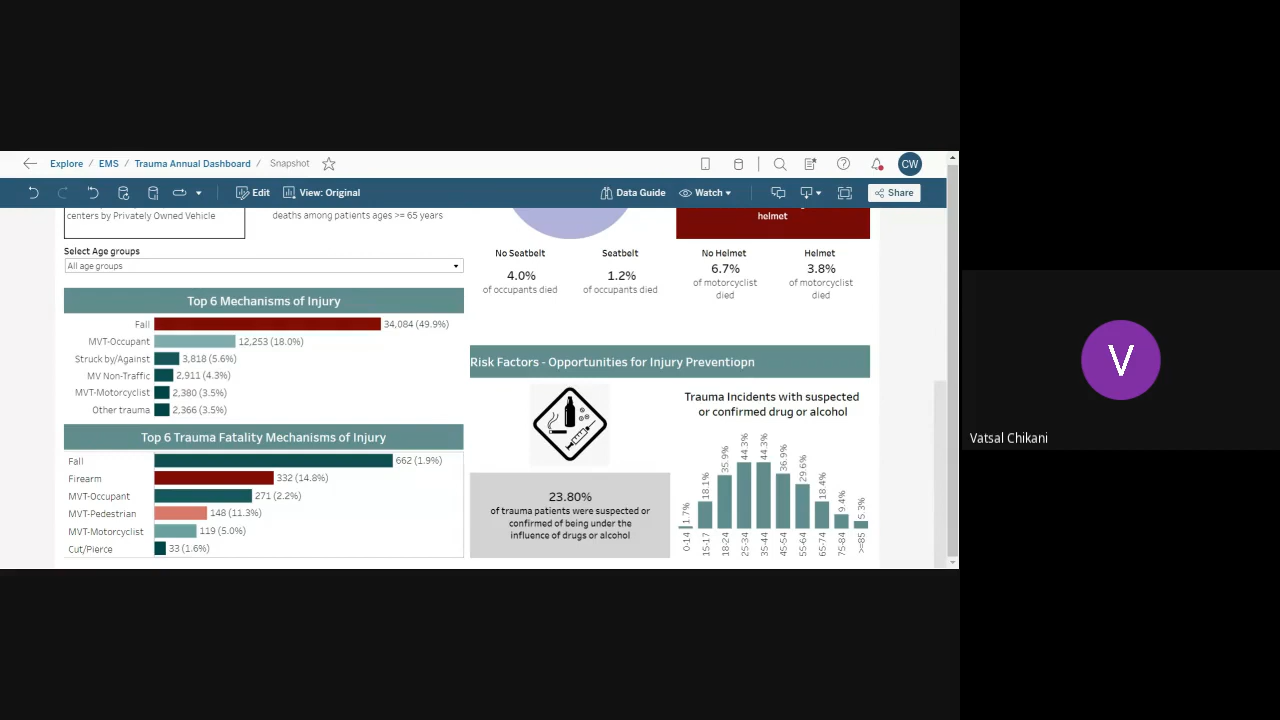 Explore / EMS / Trauma Annual Dashboard / Snapshot
CW
Edit
View: Original
Data Guide
Watch
Share
centers by Privately Owned Vehicle
deaths among patients ages >= 65 years
helmet
Select Age groups
All age groups
No Seatbelt
Seatbelt
4.0%
1.2%
of occupants died
of occupants died
No Helmet
Helmet
6.7%
3.8%
of motorcyclist
died
of motorcyclist
died
Top 6 Mechanisms of Injury
Fall 34,084 (49.9%)
MVT-Occupant 12,253 (18.0%)
Struck by/Against 3,818 (5.6%)
MV Non-Traffic 2,911 (4.3%)
MVT-Motorcyclist 2,380 (3.5%)
Other trauma 2,366 (3.5%)
Top 6 Trauma Fatality Mechanisms of Injury
Fall 662 (1.9%)
Firearm 332 (14.8%)
MVT-Occupant 271 (2.2%)
MVT-Pedestrian 148 (11.3%)
MVT-Motorcyclist 119 (5.0%)
Cut/Pierce 33 (1.6%)
Risk Factors - Opportunities for Injury Preventiopn
23.80%
of trauma patients were suspected or
confirmed of being under the
influence of drugs or alcohol
Trauma Incidents with suspected
or confirmed drug or alcohol
1.7%
18.1%
35.9%
44.3%
44.3%
36.9%
29.6%
18.4%
9.4%
5.3%
0-14
15-17
18-24
25-34
35-44
45-54
55-64
65-74
75-84
>=85
V
Vatsal Chikani